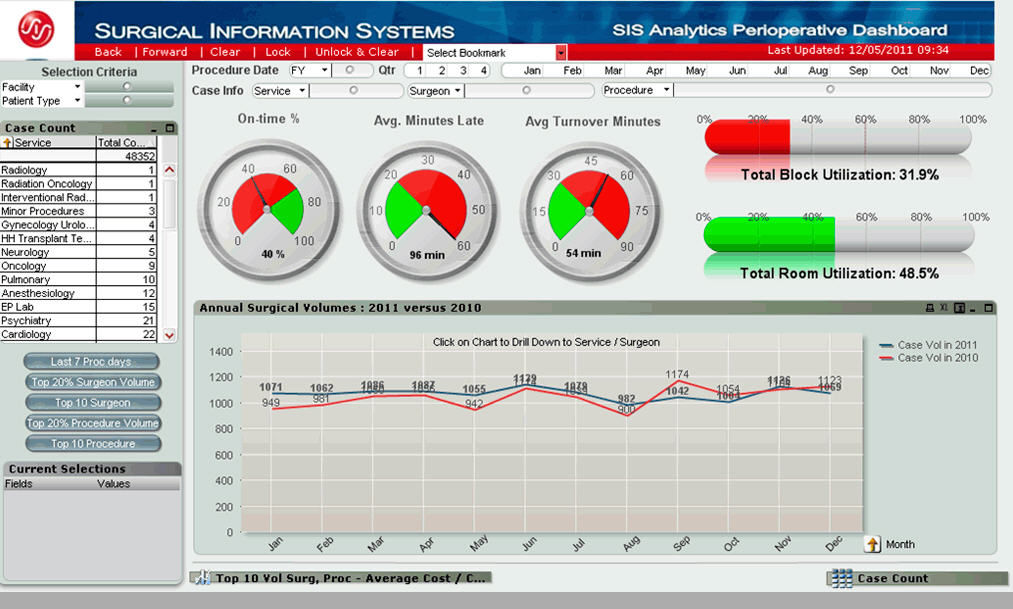 SURGICAL INFORMATION SYSTEMS
SIS Analytics Perioperative Dashboard
Back | Forward | Clear | Lock | Unlock & Clear | Select Bookmark
Last Updated: 12/05/2011 09:34
Selection Criteria
Facility
Patient Type
Procedure Date FY Qtr 1 2 3 4 Jan Feb Mar Apr May Jun Jul Aug Sep Oct Nov Dec
Case Info Service Surgeon Procedure
Case Count
Service Total Co...
48352
Radiology 1
Radiation Oncology 1
Interventional Rad... 1
Minor Procedures 3
Gynecology Urolo... 4
HH Transplant Te... 4
Neurology 5
Oncology 9
Pulmonary 10
Anesthesiology 12
EP Lab 15
Psychiatry 21
Cardiology 22
Last 7 Proc days
Top 20% Surgeon Volume
Top 10 Surgeon
Top 20% Procedure Volume
Top 10 Procedure
Current Selections
Fields Values
On-time %
0 20 40 60 80 100
40 %
Avg. Minutes Late
0 10 20 30 40 50 60
96 min
Avg Turnover Minutes
0 15 30 45 60 75 90
54 min
0% 20% 40% 60% 80% 100%
Total Block Utilization: 31.9%
0% 20% 40% 60% 80% 100%
Total Room Utilization: 48.5%
Annual Surgical Volumes : 2011 versus 2010
XL
Click on Chart to Drill Down to Service / Surgeon
Case Vol in 2011
Case Vol in 2010
1400
1200
1000
800
600
400
200
0
1071 1062 1086 1087 1055 1139 1079 982 1042 1004 1126 1069
949 981 942 900 1174 1054 1123
Jan Feb Mar Apr May Jun Jul Aug Sep Oct Nov Dec
Month
Top 10 Vol Surg, Proc - Average Cost / C...
Case Count